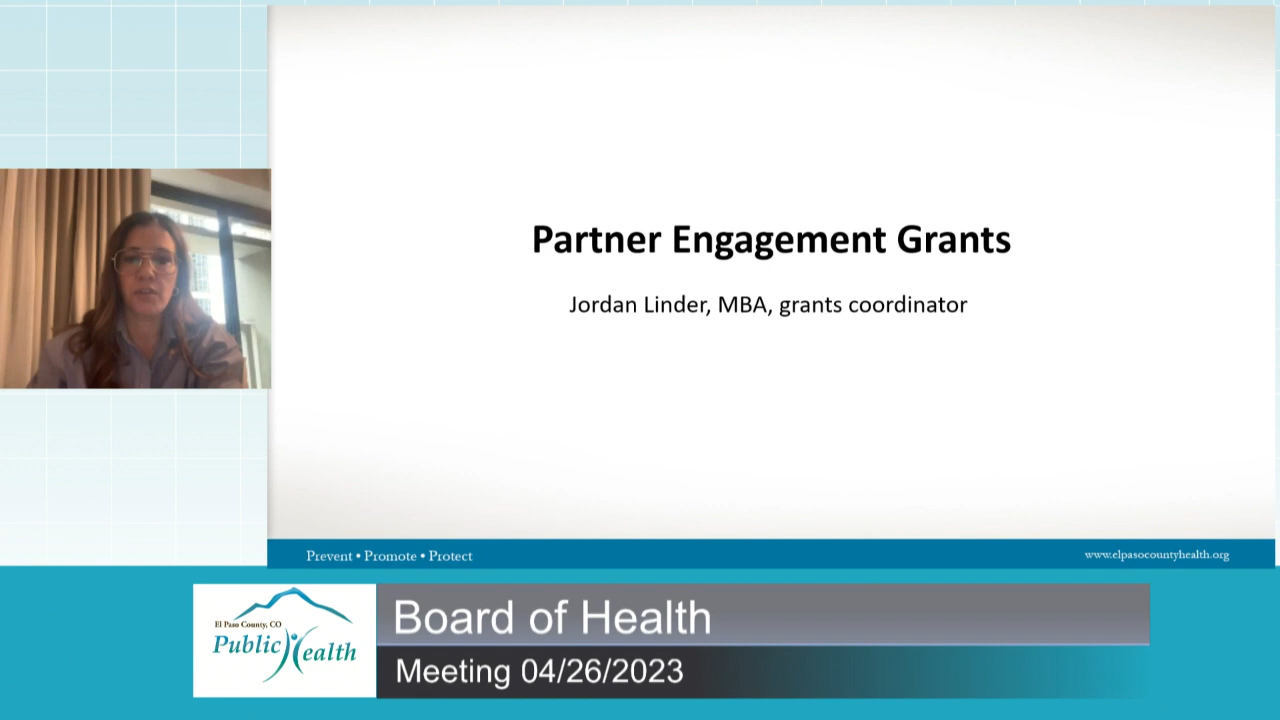 Partner Engagement Grants
Jordan Linder, MBA, grants coordinator
Prevent • Promote • Protect
www.elpasocountyhealth.org
El Paso County, CO
Public Health
Board of Health
Meeting 04/26/2023